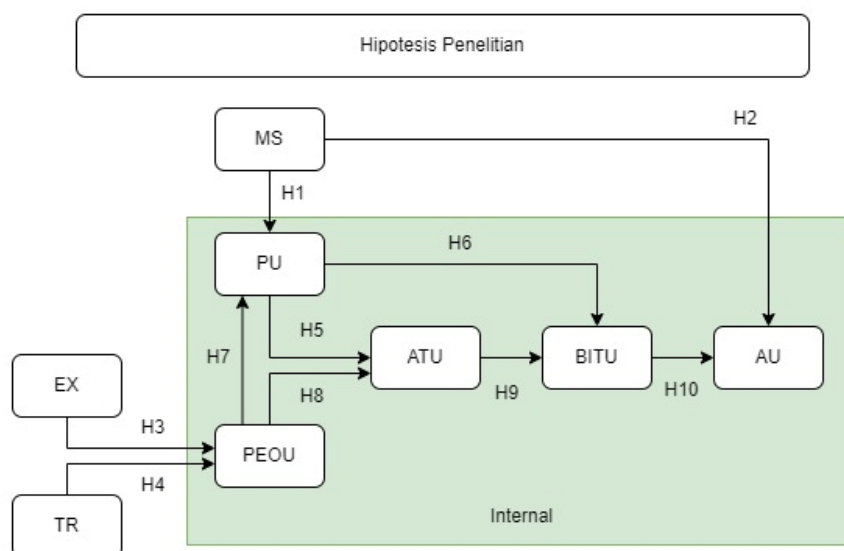 Hipotesis Penelitian
H2
MS
H1
PU
H6
H5
H7
ATU
BITU
AU
EX
H8
H9
H10
H3
PEOU
H4
TR
Internal